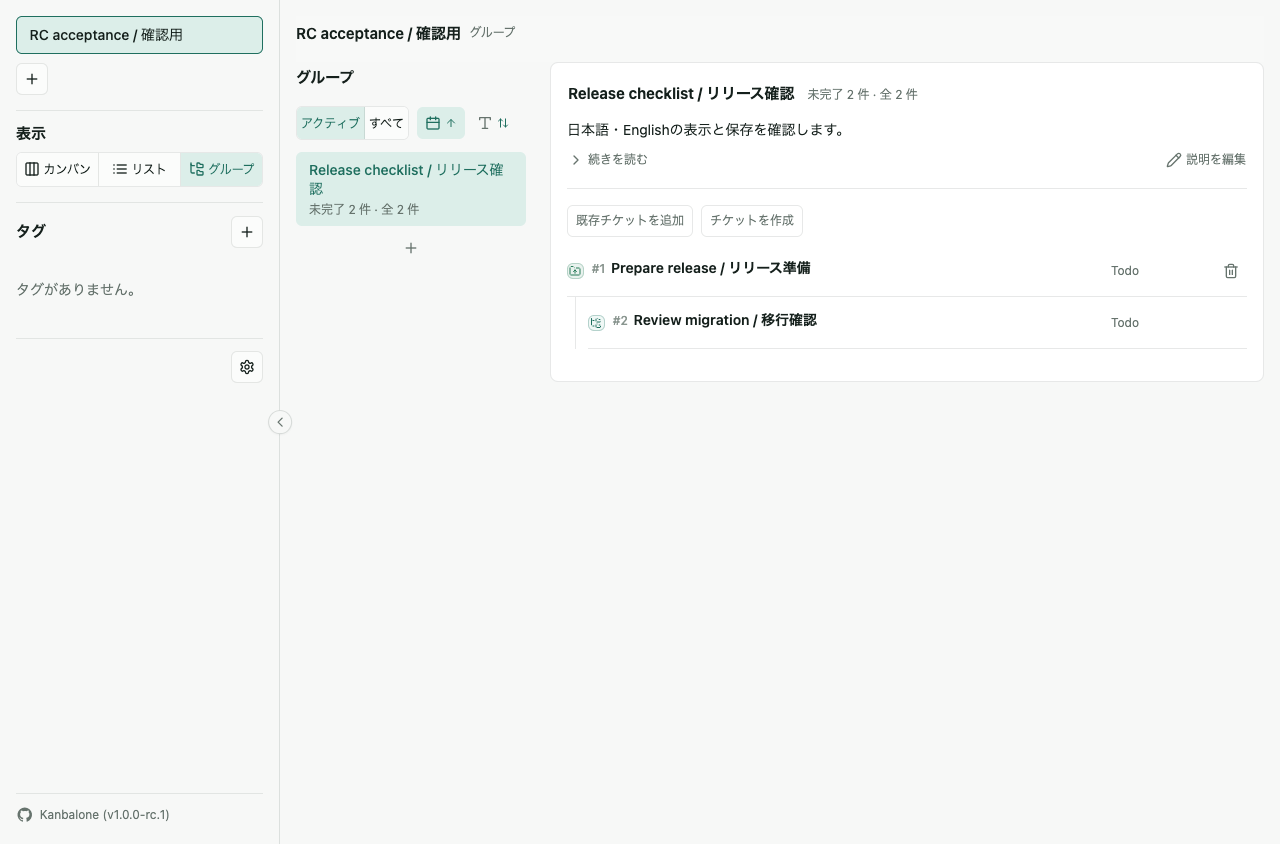 RC acceptance / 確認用
表示
カンバン
リスト
グループ
タグ
タグがありません。
Kanbalone (v1.0.0-rc.1)
RC acceptance / 確認用 グループ
グループ
アクティブ
すべて
Release checklist / リリース確
認
未完了 2 件 · 全 2 件
Release checklist / リリース確認 未完了 2 件 · 全 2 件
日本語・Englishの表示と保存を確認します。
続きを読む
説明を編集
既存チケットを追加
チケットを作成
#1 Prepare release / リリース準備 Todo
#2 Review migration / 移行確認 Todo